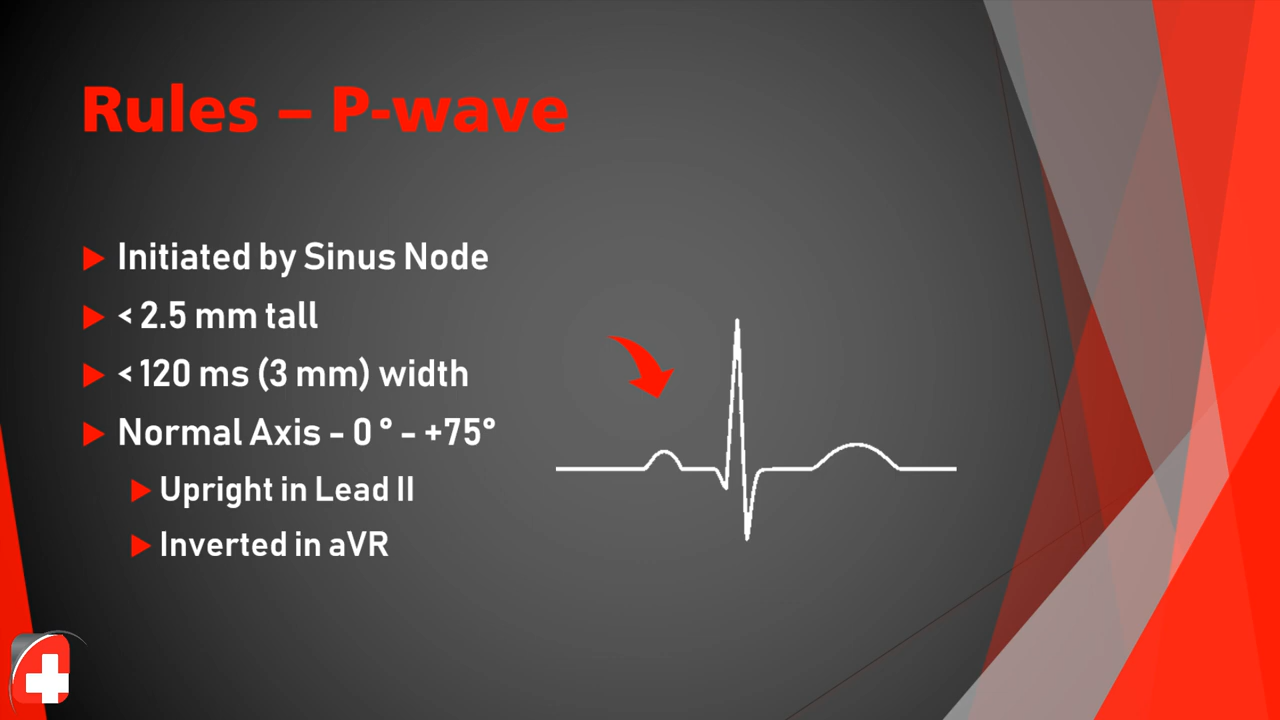 Rules – P-wave
Initiated by Sinus Node
< 2.5 mm tall
< 120 ms (3 mm) width
Normal Axis - 0 ° - +75°
Upright in Lead II
Inverted in aVR